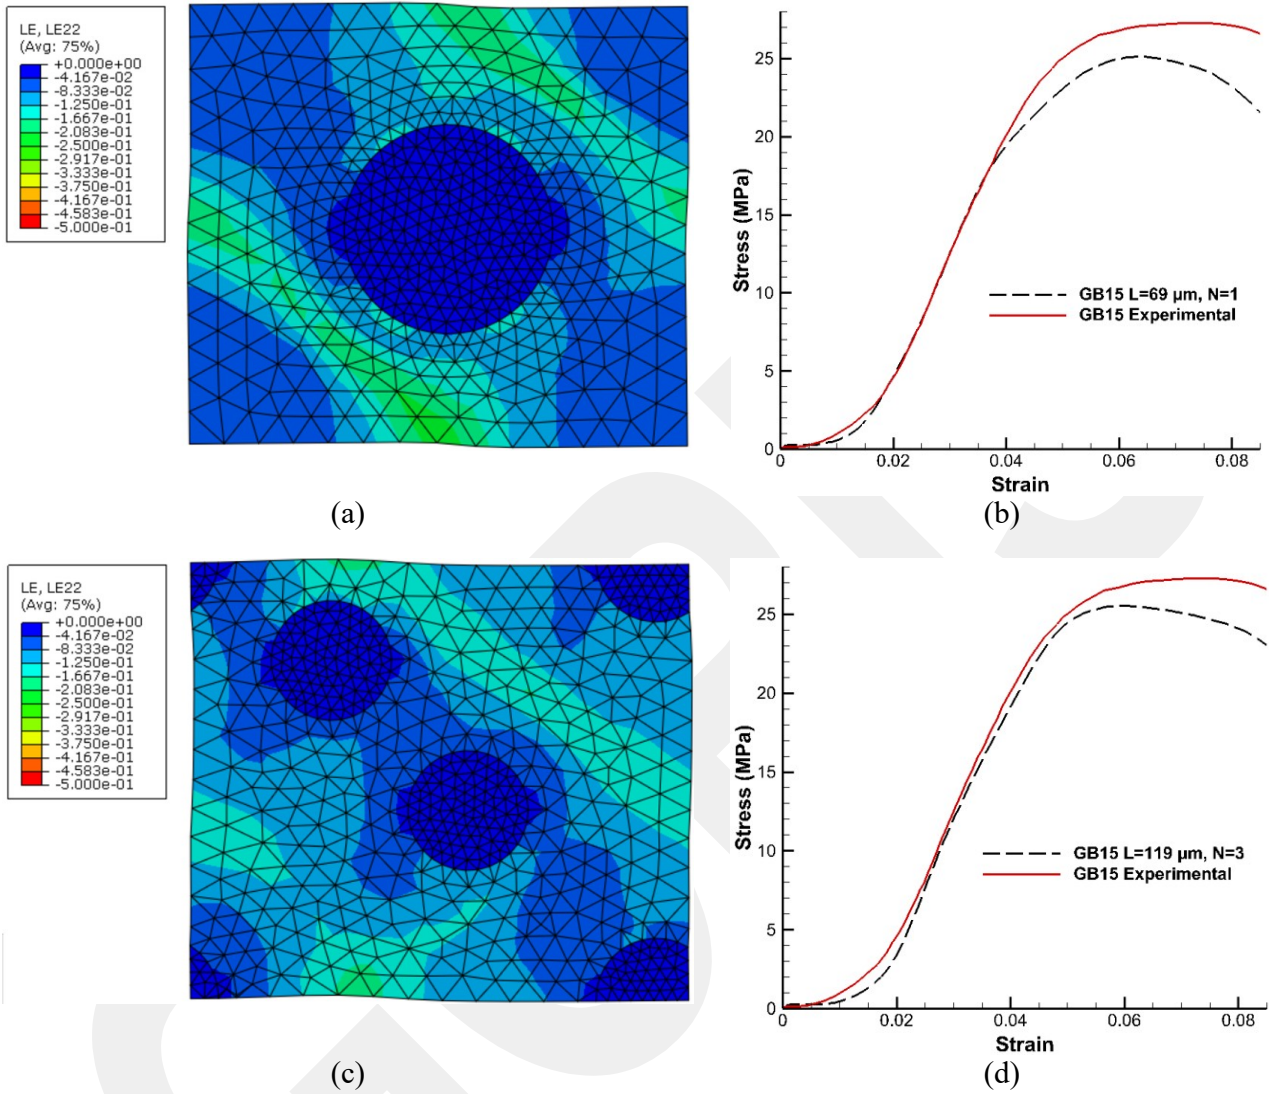 LE, LE22
(Avg: 75%)
+0.000e+00
-4.167e-02
-8.333e-02
-1.250e-01
-1.667e-01
-2.083e-01
-2.500e-01
-2.917e-01
-3.333e-01
-3.750e-01
-4.167e-01
-4.583e-01
-5.000e-01
(a)
Stress (MPa)
25
20
15
10
5
0
0 0.02 0.04 0.06 0.08
Strain
GB15 L=69 µm, N=1
GB15 Experimental
(b)
LE, LE22
(Avg: 75%)
+0.000e+00
-4.167e-02
-8.333e-02
-1.250e-01
-1.667e-01
-2.083e-01
-2.500e-01
-2.917e-01
-3.333e-01
-3.750e-01
-4.167e-01
-4.583e-01
-5.000e-01
(c)
Stress (MPa)
25
20
15
10
5
0
0 0.02 0.04 0.06 0.08
Strain
GB15 L=119 µm, N=3
GB15 Experimental
(d)